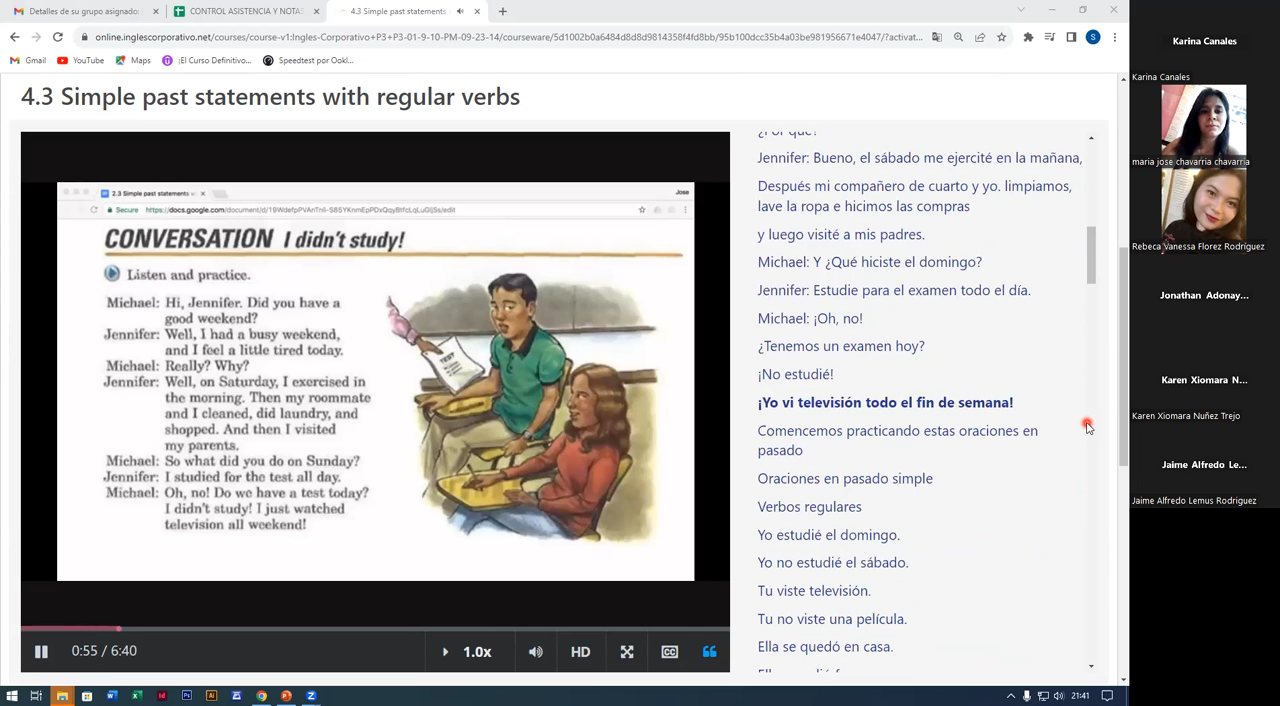 Detalles de su grupo asignado
CONTROL ASISTENCIA Y NOTAS
4.3 Simple past statements
online.inglescorporativo.net/courses/course-v1:Ingles-Corporativo+P3+P3-01-9-10-PM-09-23-14/courseware/5d1002b0a6484d8d8d9814358f4fd8bb/95b100dcc35b4a03be981956671e4047/?activat...
Gmail
YouTube
Maps
¡El Curso Definitivo...
Speedtest por Ookl...
4.3 Simple past statements with regular verbs
2.3 Simple past statements
Jose
Secure
CONVERSATION I didn't study!
Listen and practice.
Michael: Hi, Jennifer. Did you have a
good weekend?
Jennifer: Well, I had a busy weekend,
and I feel a little tired today.
Michael: Really? Why?
Jennifer: Well, on Saturday, I exercised in
the morning. Then my roommate
and I cleaned, did laundry, and
shopped. And then I visited
my parents.
Michael: So what did you do on Sunday?
Jennifer: I studied for the test all day.
Michael: Oh, no! Do we have a test today?
I didn't study! I just watched
television all weekend!
TEST
0:55 / 6:40
1.0x
HD
CC
¿Por qué?
Jennifer: Bueno, el sábado me ejercité en la mañana,
Después mi compañero de cuarto y yo. limpiamos,
lave la ropa e hicimos las compras
y luego visité a mis padres.
Michael: Y ¿Qué hiciste el domingo?
Jennifer: Estudie para el examen todo el día.
Michael: ¡Oh, no!
¿Tenemos un examen hoy?
¡No estudié!
¡Yo vi televisión todo el fin de semana!
Comencemos practicando estas oraciones en
pasado
Oraciones en pasado simple
Verbos regulares
Yo estudié el domingo.
Yo no estudié el sábado.
Tu viste televisión.
Tu no viste una película.
Ella se quedó en casa.
Karina Canales
Karina Canales
maria jose chavarria chavarria
Rebeca Vanessa Florez Rodríguez
Jonathan Adonay...
Karen Xiomara N...
Karen Xiomara Nuñez Trejo
Jaime Alfredo Le...
Jaime Alfredo Lemus Rodriguez
21:41